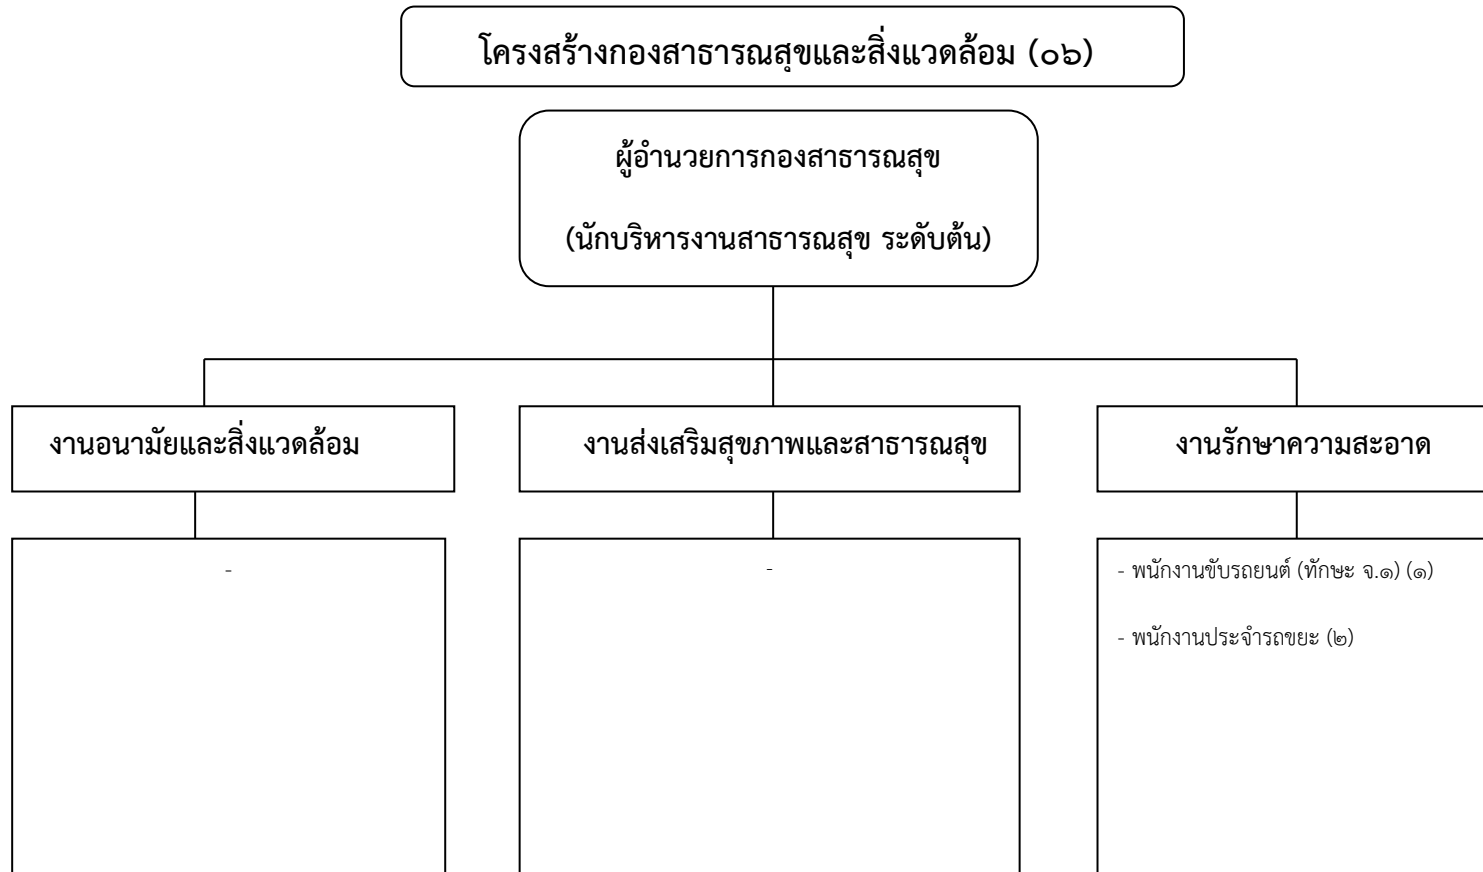 โครงสร้างกองสาธารณสุขและสิ่งแวดล้อม (๐๖)
ผู้อำนวยการกองสาธารณสุข
(นักบริหารงานสาธารณสุข ระดับต้น)
งานอนามัยและสิ่งแวดล้อม
งานส่งเสริมสุขภาพและสาธารณสุข
งานรักษาความสะอาด
-
-
- พนักงานขับรถยนต์ (ทักษะ จ.๑) (๑)
- พนักงานประจำรถขยะ (๒)